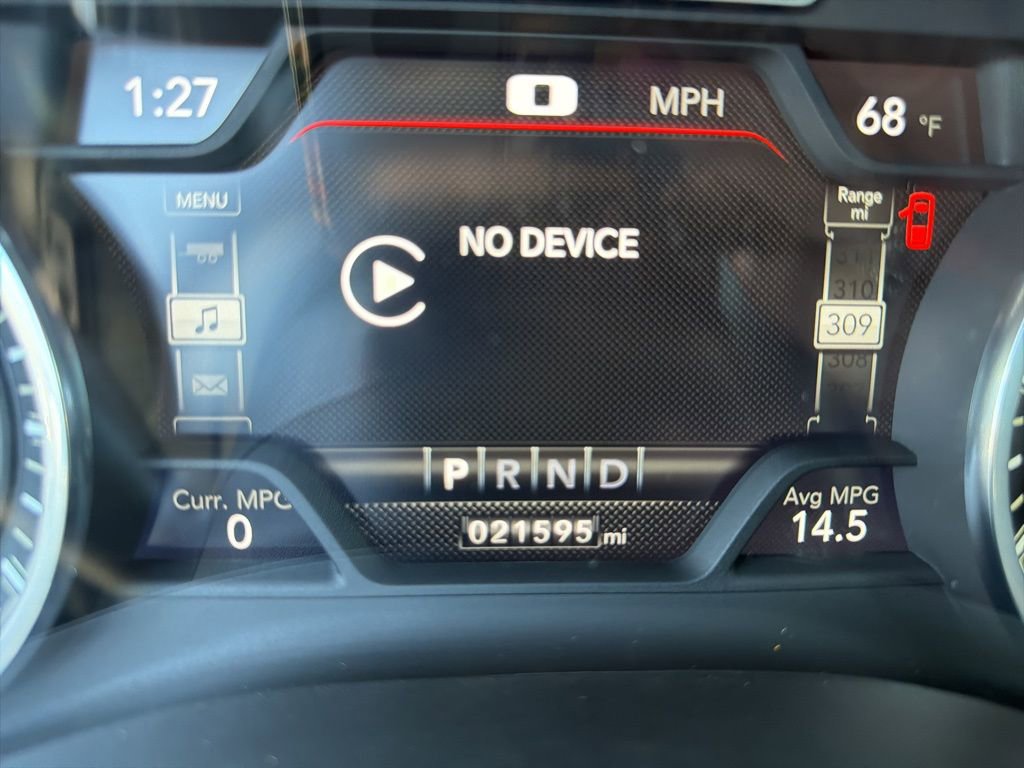 1:27
0 MPH
68 °F
MENU
Range
mi
NO DEVICE
311
310
309
308
P R N D
Curr. MPG
0
021595 mi
Avg MPG
14.5